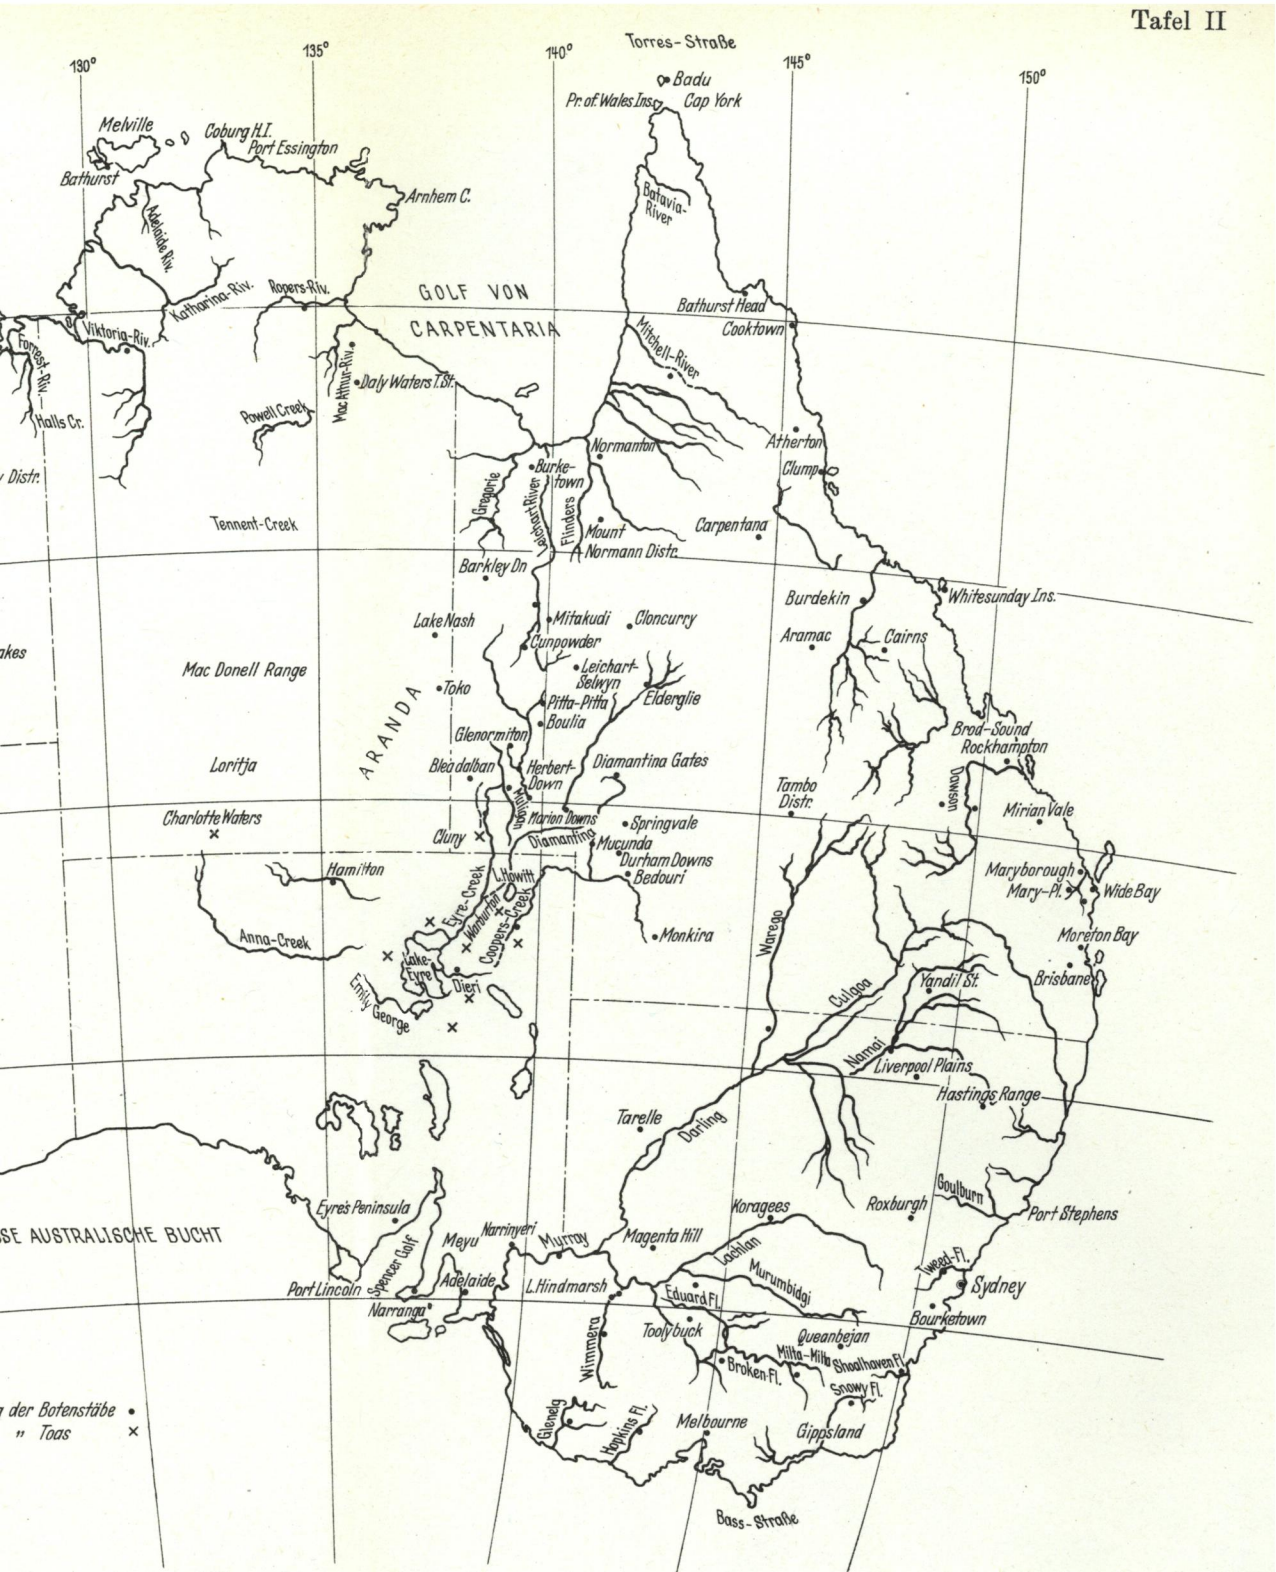 Tafel II
Torres-Straße
130°
135°
140°
145°
150°
Badu
Pr. of Wales Ins.
Cap York
Melville
Coburg H.I.
Port Essington
Bathurst
Arnhem C.
Batavia-
River
Adelaide Riv.
Katharina-Riv.
Ropers-Riv.
GOLF VON
CARPENTARIA
Bathurst Head
Cooktown
Viktoria-Riv.
Forrest-Riv.
Mac Athur-Riv.
Mitchell-River
Daly Waters T. St.
Halls Cr.
Powell Creek
Normanton
Atherton
Clump
Distr.
Burke-
town
Gregorie
Leichart River
Flinders
Tennent-Creek
Mount
Normann Distr.
Carpentana
Barkley Dn
Burdekin
Whitesunday Ins.
Lake Nash
Mitakudi
Cloncurry
Aramac
Cairns
akes
Cunpowder
Mac Donell Range
Leichart-
Selwyn
Toko
Elderglie
Pitta-Pitta
Boulia
ARANDA
Glenormiton
Brod-Sound
Rockhampton
Loritja
Bleadalban
Herbert-
Down
Diamantina Gates
Tambo
Distr.
Dawson
Mirian Vale
Charlotte Waters
Muligan
Marion Downs
Springvale
Cluny
Diamantina
Mucunda
Durham Downs
Bedouri
Hamilton
L. Howitt
Maryborough
Mary-Pl.
Wide Bay
Eyre-Creek
Warburton
Coopers-Creek
Anna-Creek
Monkira
Warego
Moreton Bay
Lake-
Eyre
Dieri
Brisbane
Emily
George
Culgoa
Yandil St.
Namai
Liverpool Plains
Hastings Range
Tarelle
Darling
Eyre's Peninsula
Goulburn
Koragees
Roxburgh
Port Stephens
SSE AUSTRALISCHE BUCHT
Meyu
Narrinyeri
Murray
Magenta Hill
Lachlan
Spencer Golf
Tweed-Fl.
Port Lincoln
Adelaide
L. Hindmarsh
Murumbidgi
Sydney
Narranga
Eduard Fl.
Bourketown
Toolybuck
Queanbejan
Wimmera
Milta-Milta
Shoalhaven Fl.
Broken-Fl.
Snowy Fl.
g der Botenstäbe
" Toas
Glenelg
Hopkins Fl.
Melbourne
Gippsland
Bass-Straße